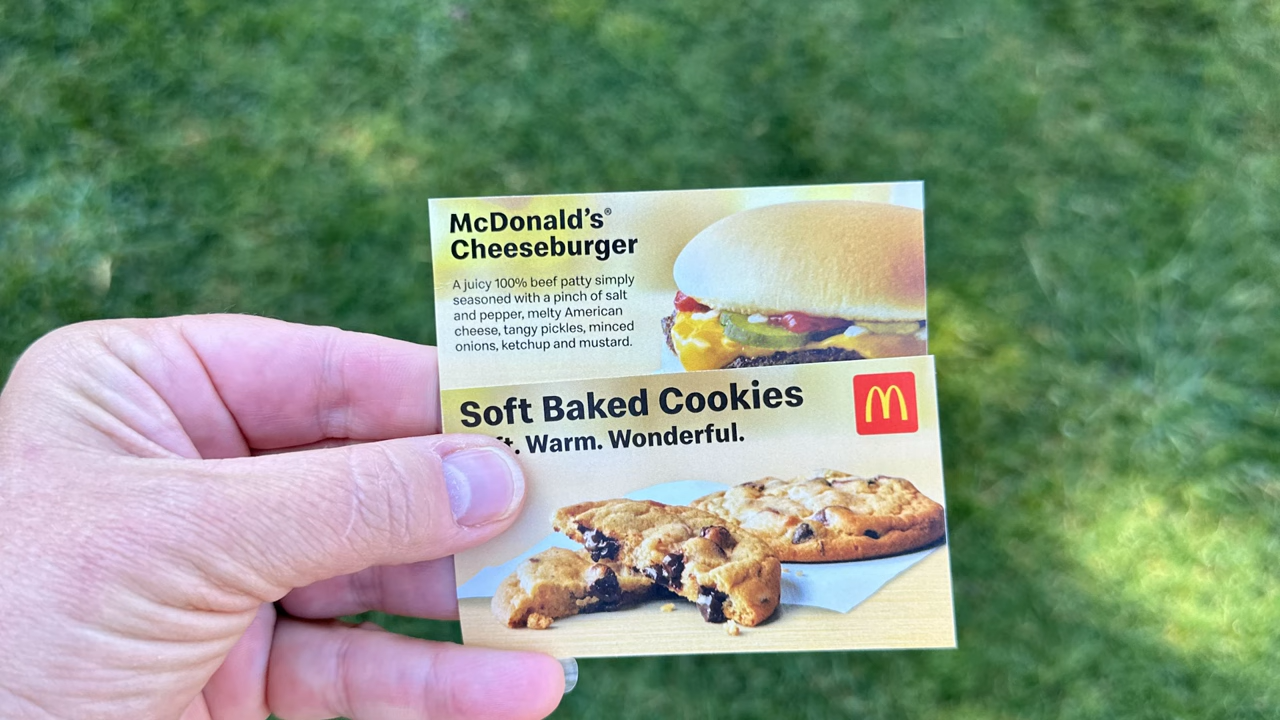 McDonald's®
Cheeseburger
A juicy 100% beef patty simply
seasoned with a pinch of salt
and pepper, melty American
cheese, tangy pickles, minced
onions, ketchup and mustard.
Soft Baked Cookies
Warm. Wonderful.